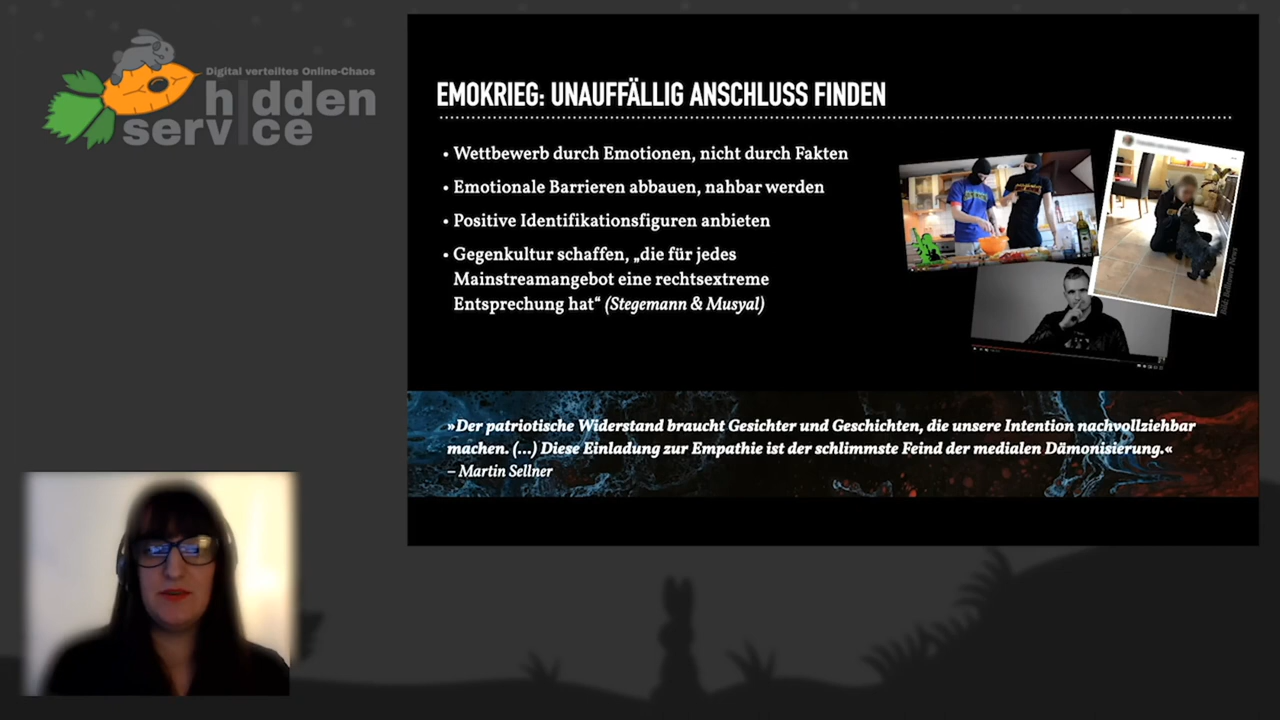 Digital verteiltes Online-Chaos
hidden
service
EMOKRIEG: UNAUFFÄLLIG ANSCHLUSS FINDEN
• Wettbewerb durch Emotionen, nicht durch Fakten
• Emotionale Barrieren abbauen, nahbar werden
• Positive Identifikationsfiguren anbieten
• Gegenkultur schaffen, „die für jedes
Mainstreamangebot eine rechtsextreme
Entsprechung hat“ (Stegemann & Musyal)
»Der patriotische Widerstand braucht Gesichter und Geschichten, die unsere Intention nachvollziehbar
machen. (...) Diese Einladung zur Empathie ist der schlimmste Feind der medialen Dämonisierung.«
– Martin Sellner